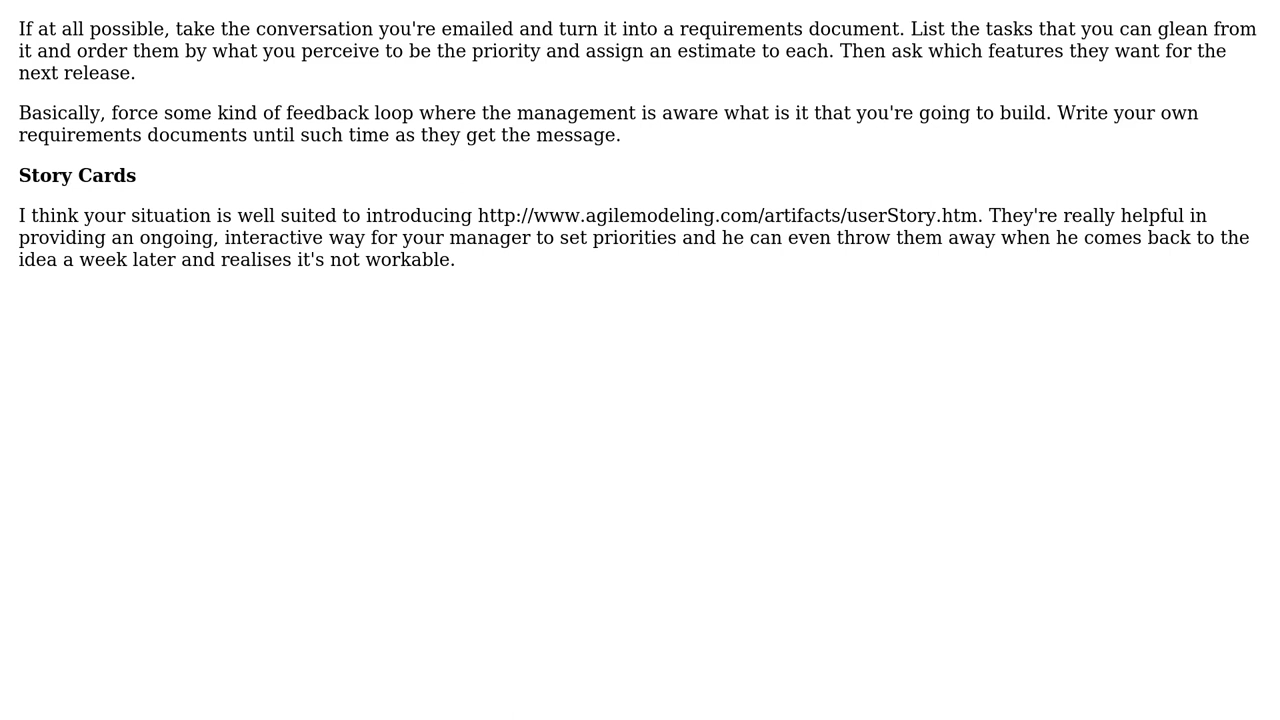 If at all possible, take the conversation you're emailed and turn it into a requirements document. List the tasks that you can glean from
it and order them by what you perceive to be the priority and assign an estimate to each. Then ask which features they want for the
next release.
Basically, force some kind of feedback loop where the management is aware what is it that you're going to build. Write your own
requirements documents until such time as they get the message.
Story Cards
I think your situation is well suited to introducing http://www.agilemodeling.com/artifacts/userStory.htm. They're really helpful in
providing an ongoing, interactive way for your manager to set priorities and he can even throw them away when he comes back to the
idea a week later and realises it's not workable.